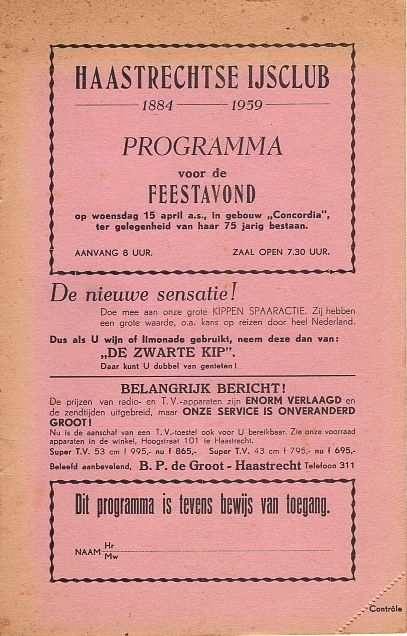 HAASTRECHTSE IJSCLUB
1884 1959
PROGRAMMA
voor de
FEESTAVOND
op woensdag 15 april a.s., in gebouw „Concordia”,
ter gelegenheid van haar 75 jarig bestaan.
AANVANG 8 UUR. ZAAL OPEN 7.30 UUR.
De nieuwe sensatie!
Doe mee aan onze grote KIPPEN SPAARACTIE. Zij hebben
een grote waarde, o.a. kans op reizen door heel Nederland.
Dus als U wijn of limonade gebruikt, neem deze dan van:
„DE ZWARTE KIP”.
Daar kunt U dubbel van genieten!
BELANGRIJK BERICHT!
De prijzen van radio- en T.V.-apparaten zijn ENORM VERLAAGD en
de zendtijden uitgebreid, maar ONZE SERVICE IS ONVERANDERD
GROOT!
Nu is de aanschaf van een T.V.-toestel ook voor U bereikbaar. Zie onze voorraad
apparaten in de winkel, Hoogstraat 101 te Haastrecht.
Super T.V. 53 cm f 995,- nu f 865,- Super T.V. 43 cm f 795,- nu f 695,-
Beleefd aanbevelend, B. P. de Groot - Haastrecht Telefoon 311
Dit programma is tevens bewijs van toegang.
NAAM Hr
Mw
Contrôle